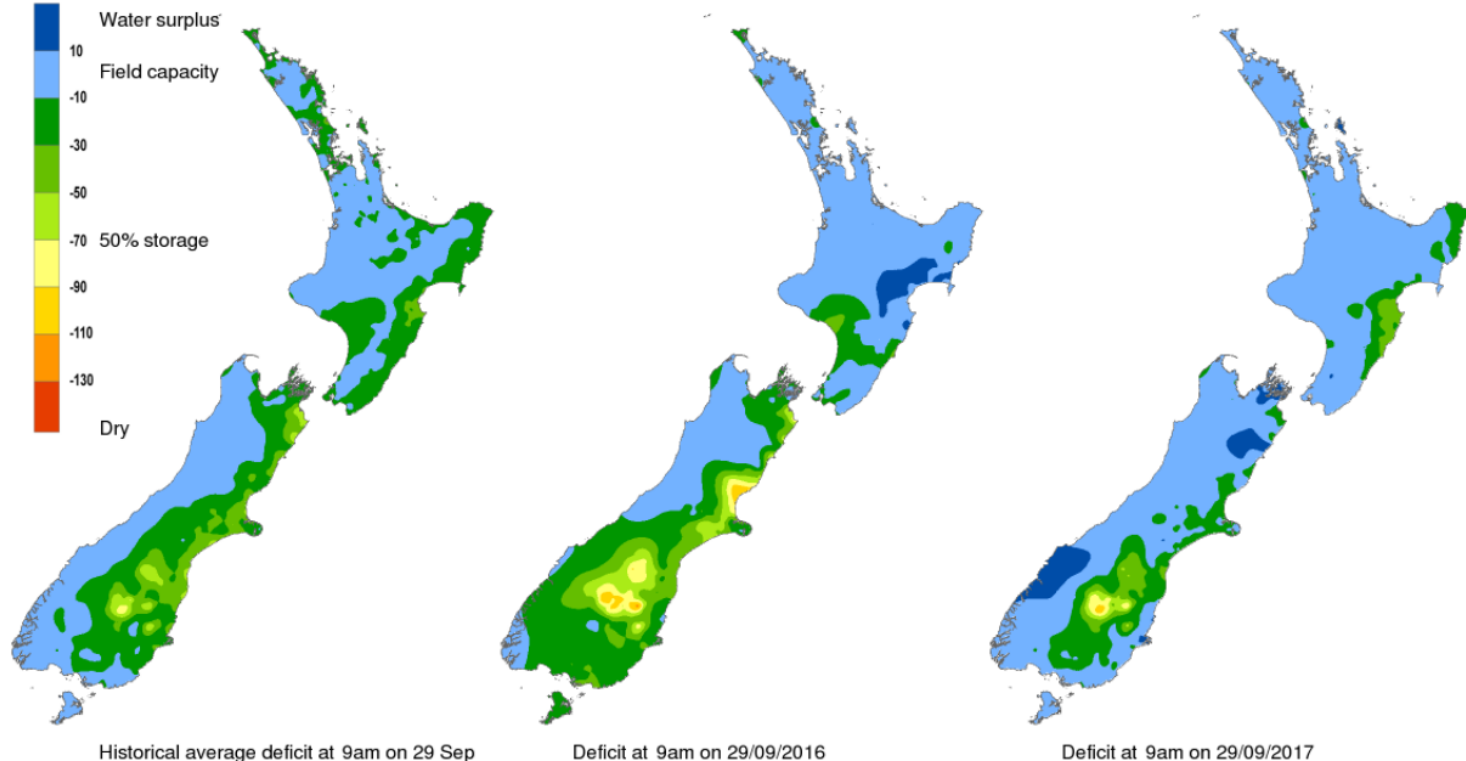 Water surplus
10
Field capacity
-10
-30
-50
-70
50% storage
-90
-110
-130
Dry
Historical average deficit at 9am on 29 Sep
Deficit at 9am on 29/09/2016
Deficit at 9am on 29/09/2017